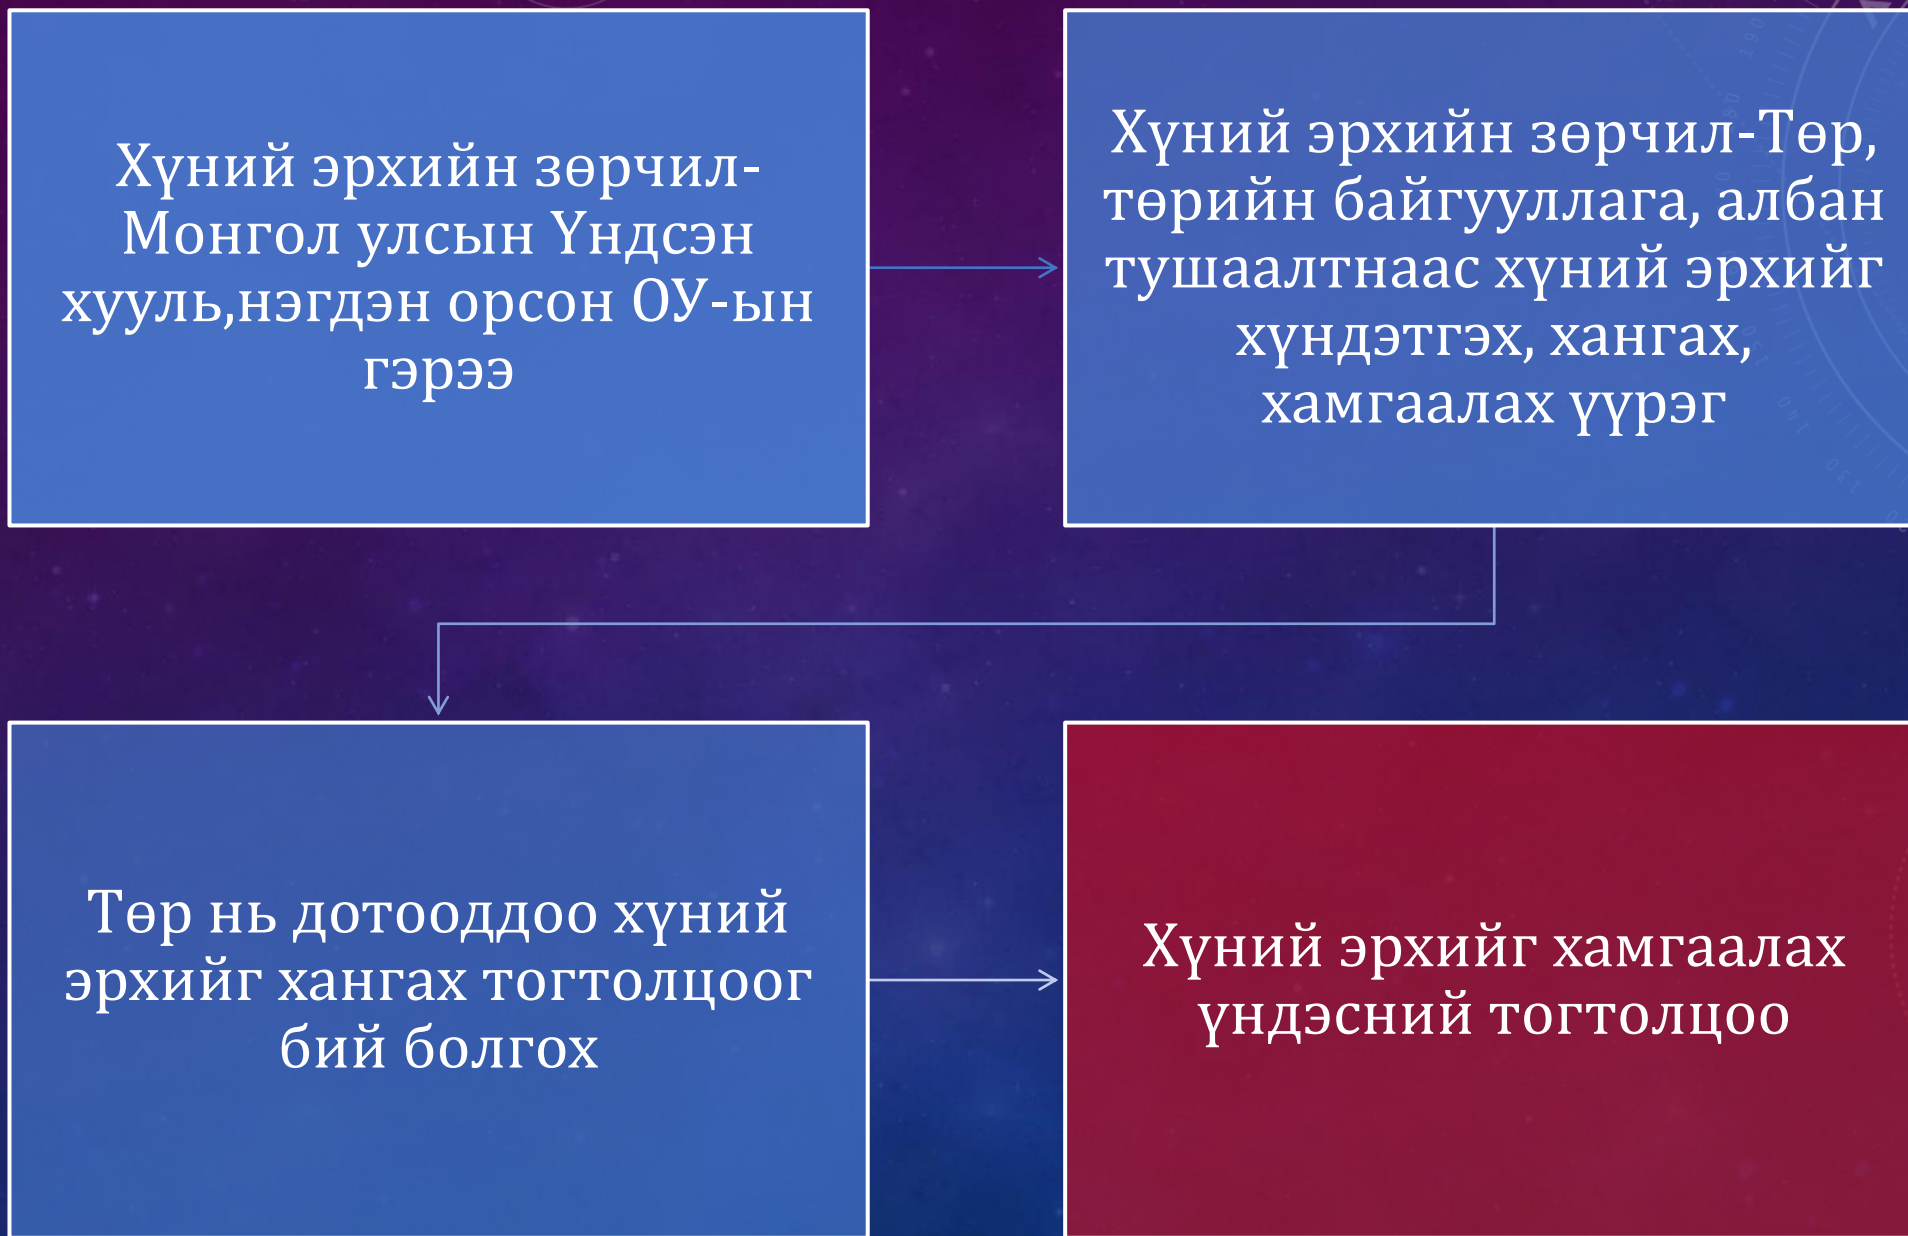 Хүний эрхийн зөрчил-
Монгол улсын Үндсэн
хууль,нэгдэн орсон ОУ-ын
гэрээ
Хүний эрхийн зөрчил-Төр,
төрийн байгууллага, албан
тушаалтнаас хүний эрхийг
хүндэтгэх, хангах,
хамгаалах үүрэг
Төр нь дотооддоо хүний
эрхийг хангах тогтолцоог
бий болгох
Хүний эрхийг хамгаалах
үндэсний тогтолцоо